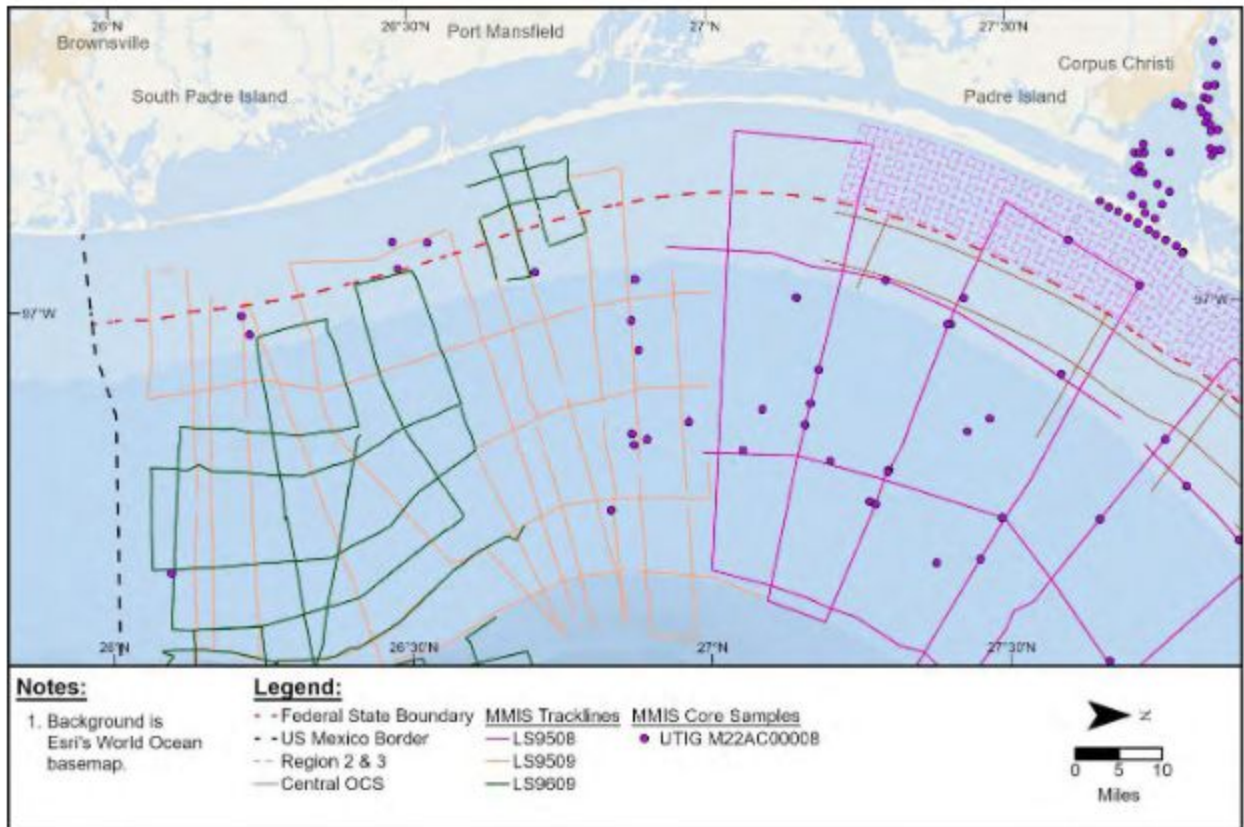 26°N
26°30'N
27°N
27°30'N
Brownsville
Port Mansfield
Corpus Christi
South Padre Island
Padre Island
97°W
97°W
26°N
26°30'N
27°N
27°30'N
Notes:
1. Background is
Esri's World Ocean
basemap.
Legend:
Federal State Boundary
US Mexico Border
Region 2 & 3
Central OCS
MMIS Tracklines
LS9508
LS9509
LS9609
MMIS Core Samples
UTIG M22AC00008
N
0 5 10
Miles